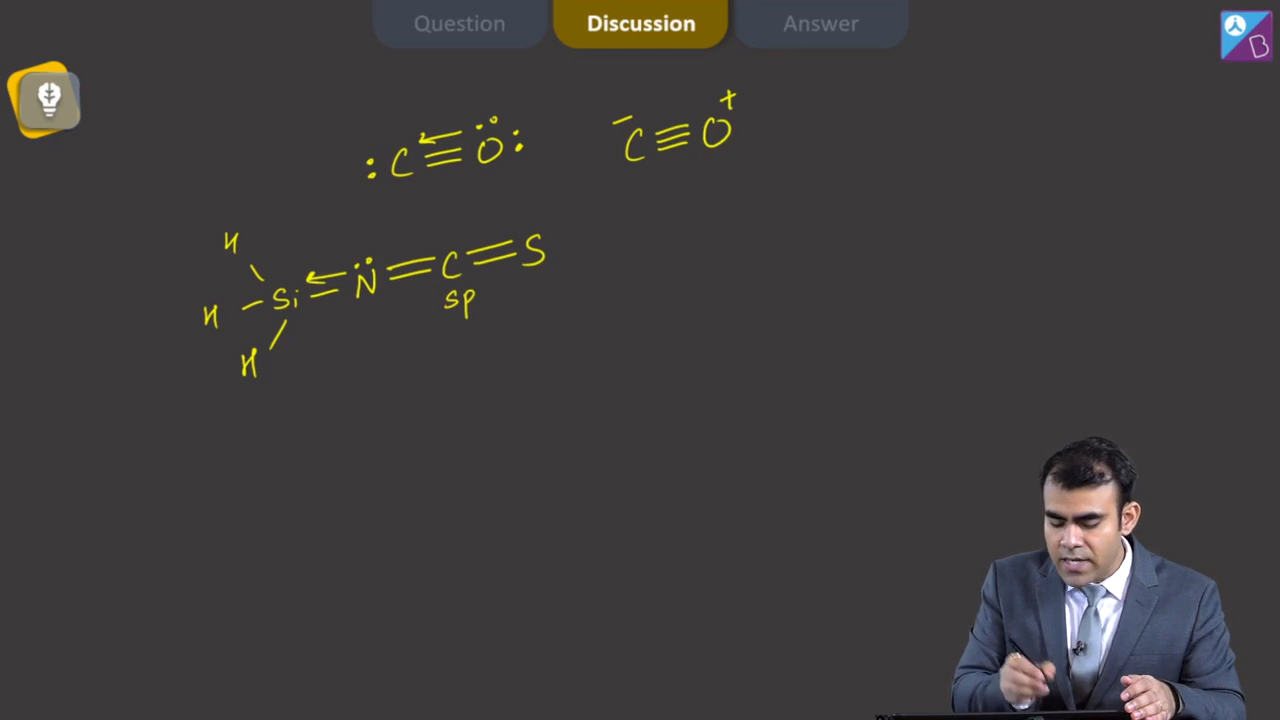 Question Discussion Answer
:C≡Ö: ⁻C≡O⁺
H
H – Si = N̈ = C = S
sp
H
B